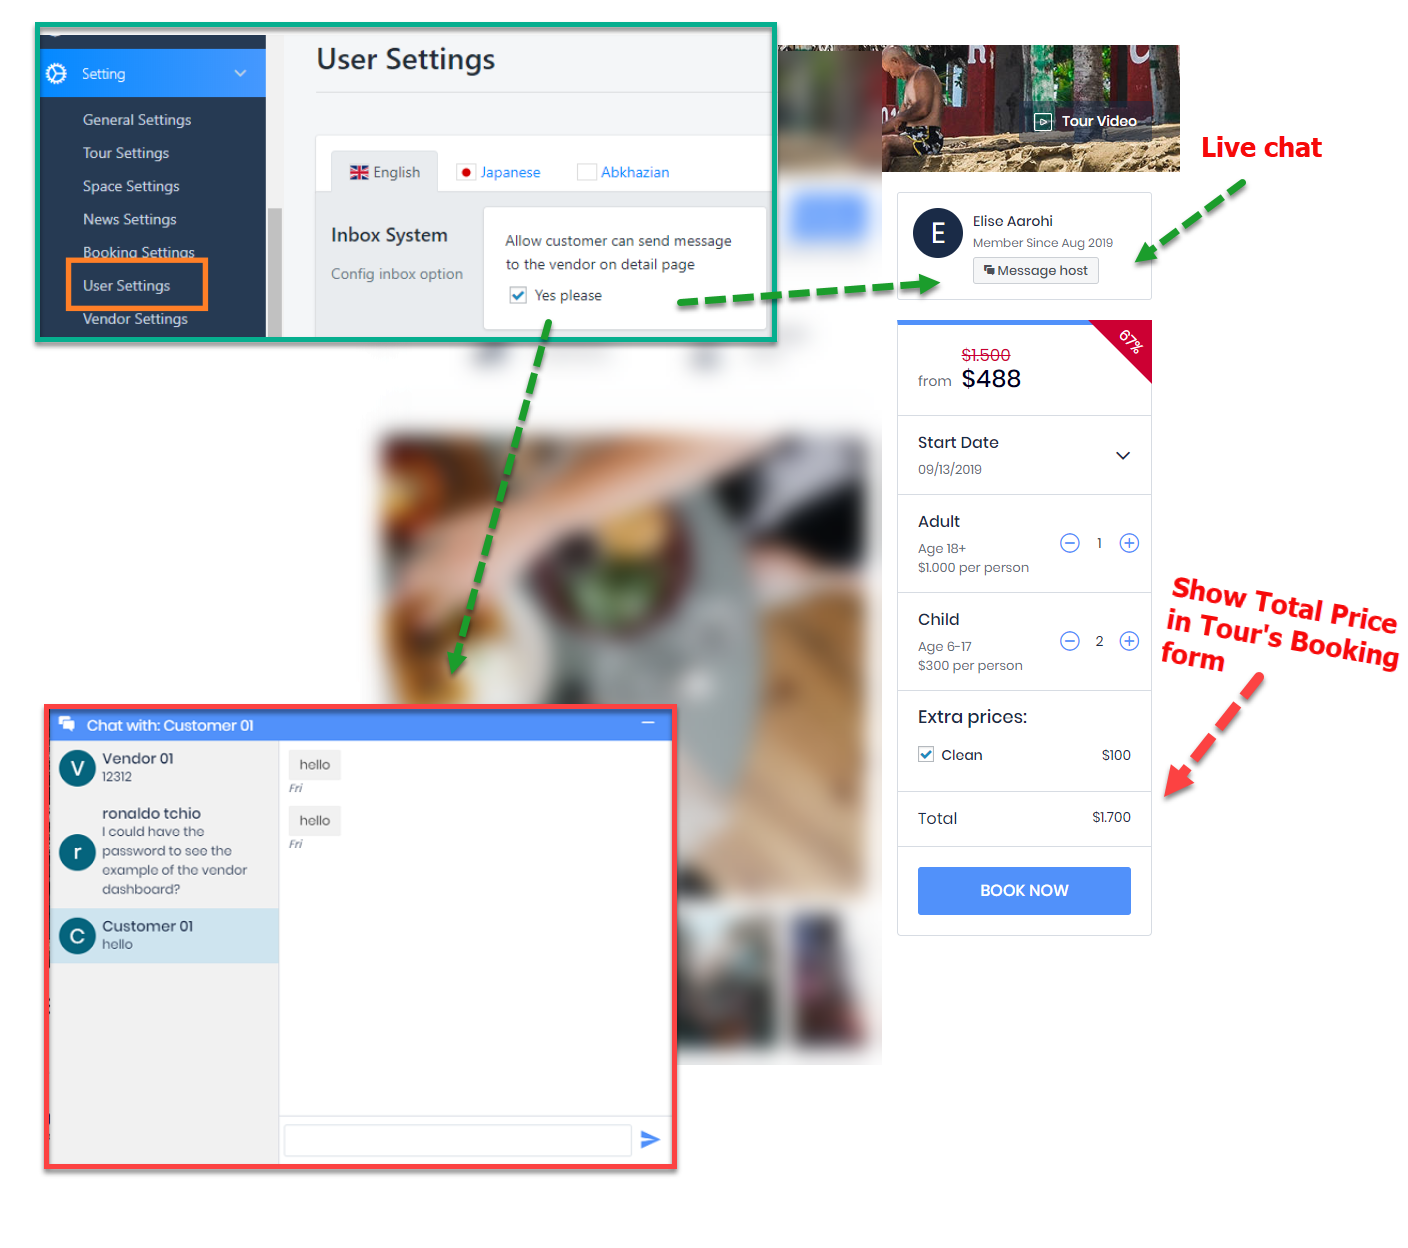 Setting
General Settings
Tour Settings
Space Settings
News Settings
Booking Settings
User Settings
Vendor Settings
User Settings
English
Japanese
Abkhazian
Inbox System
Config inbox option
Allow customer can send message
to the vendor on detail page
Yes please
Tour Video
Live chat
E
Elise Aarohi
Member Since Aug 2019
Message host
67%
$1.500
from $488
Start Date
09/13/2019
Adult
Age 18+
$1.000 per person
1
Child
Age 6-17
$300 per person
2
Extra prices:
Clean $100
Total $1.700
BOOK NOW
Show Total Price
in Tour's Booking
form
Chat with: Customer 01
V
Vendor 01
12312
r
ronaldo tchio
I could have the
password to see the
example of the vendor
dashboard?
C
Customer 01
hello
hello
Fri
hello
Fri